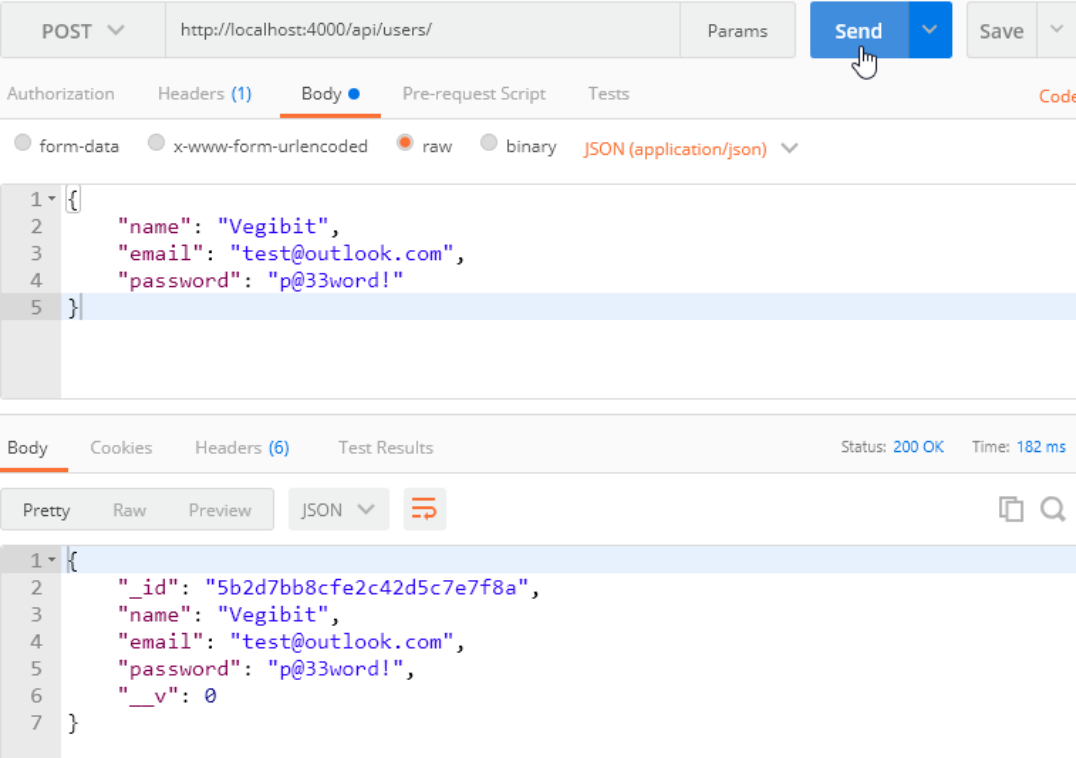 POST http://localhost:4000/api/users/ Params Send Save
Authorization Headers (1) Body Pre-request Script Tests Code
form-data x-www-form-urlencoded raw binary JSON (application/json)
1 {
2 "name": "Vegibit",
3 "email": "test@outlook.com",
4 "password": "p@33word!"
5 }
Body Cookies Headers (6) Test Results Status: 200 OK Time: 182 ms
Pretty Raw Preview JSON
1 {
2 "_id": "5b2d7bb8cfe2c42d5c7e7f8a",
3 "name": "Vegibit",
4 "email": "test@outlook.com",
5 "password": "p@33word!",
6 "__v": 0
7 }